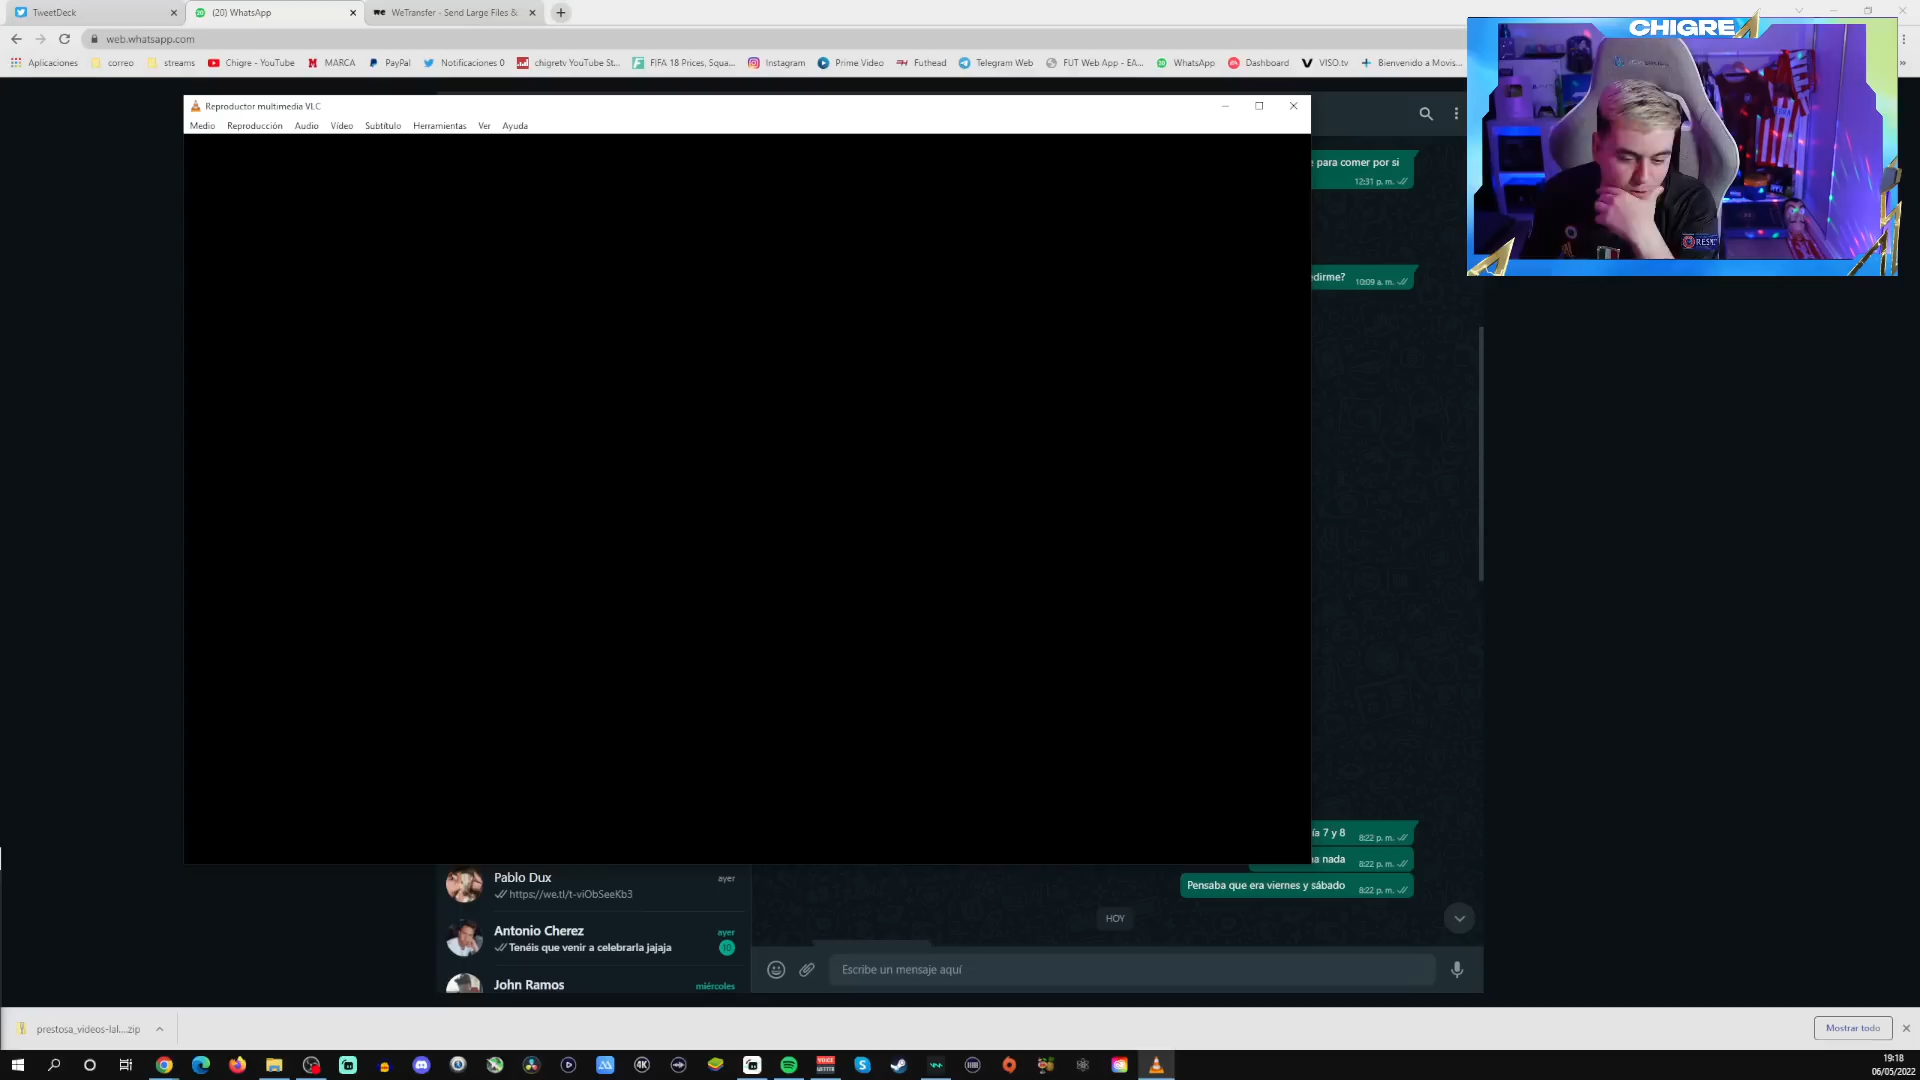 TweetDeck
(20) WhatsApp
WeTransfer - Send Large Files &
web.whatsapp.com
Aplicaciones
correo
streams
Chigre - YouTube
MARCA
PayPal
Notificaciones 0
chigretv YouTube St...
FIFA 18 Prices, Squa...
Instagram
Prime Video
Futhead
Telegram Web
FUT Web App - EA...
WhatsApp
Dashboard
VISO.tv
Bienvenido a Movis...
CHIGRE
Reproductor multimedia VLC
Medio
Reproducción
Audio
Vídeo
Subtítulo
Herramientas
Ver
Ayuda
para comer por si
12:31 p. m.
edirme?
10:09 a. m.
ía 7 y 8
8:22 p. m.
a nada
8:22 p. m.
Pensaba que era viernes y sábado
8:22 p. m.
HOY
Pablo Dux
ayer
https://we.tl/t-viObSeeKb3
Antonio Cherez
ayer
Tenéis que venir a celebrarla jajaja
10
John Ramos
miércoles
Escribe un mensaje aquí
prestosa_videos-lal....zip
Mostrar todo
4K
19:18
06/05/2022